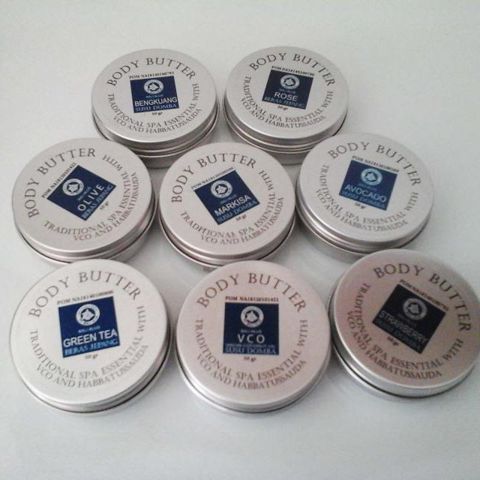 BODY BUTTER
BENGKUANG
SUSU DOMBA
TRADITIONAL SPA ESSENTIAL WITH
VCO AND HABBATUSSAUDA
BODY BUTTER
ROSE
BERAS JEPANG
TRADITIONAL SPA ESSENTIAL WITH
VCO AND HABBATUSSAUDA
BODY BUTTER
OLIVE
TRADITIONAL SPA ESSENTIAL WITH
VCO AND HABBATUSSAUDA
BODY BUTTER
MARKISA
SUSU DOMBA
TRADITIONAL SPA ESSENTIAL WITH
VCO AND HABBATUSSAUDA
BODY BUTTER
AVOCADO
TRADITIONAL SPA ESSENTIAL WITH
VCO AND HABBATUSSAUDA
BODY BUTTER
GREEN TEA
BERAS JEPANG
TRADITIONAL SPA ESSENTIAL WITH
VCO AND HABBATUSSAUDA
BODY BUTTER
VCO
SUSU DOMBA
TRADITIONAL SPA ESSENTIAL WITH
VCO AND HABBATUSSAUDA
BODY BUTTER
STRAWBERRY
TRADITIONAL SPA ESSENTIAL WITH
VCO AND HABBATUSSAUDA